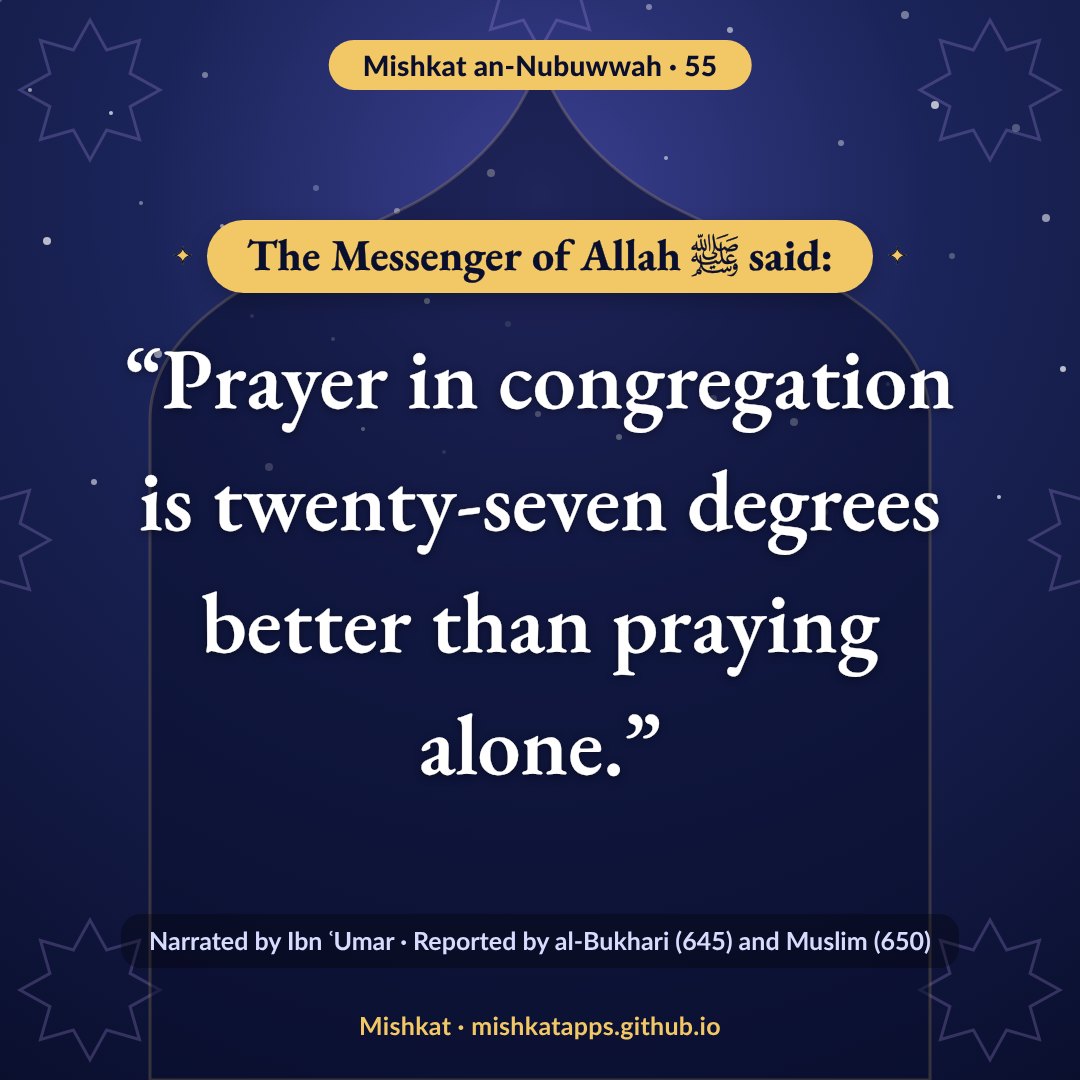 Mishkat an-Nubuwwah · 55
The Messenger of Allah ﷺ said:
“Prayer in congregation
is twenty-seven degrees
better than praying
alone.”
Narrated by Ibn ʿUmar · Reported by al-Bukhari (645) and Muslim (650)
Mishkat · mishkatapps.github.io